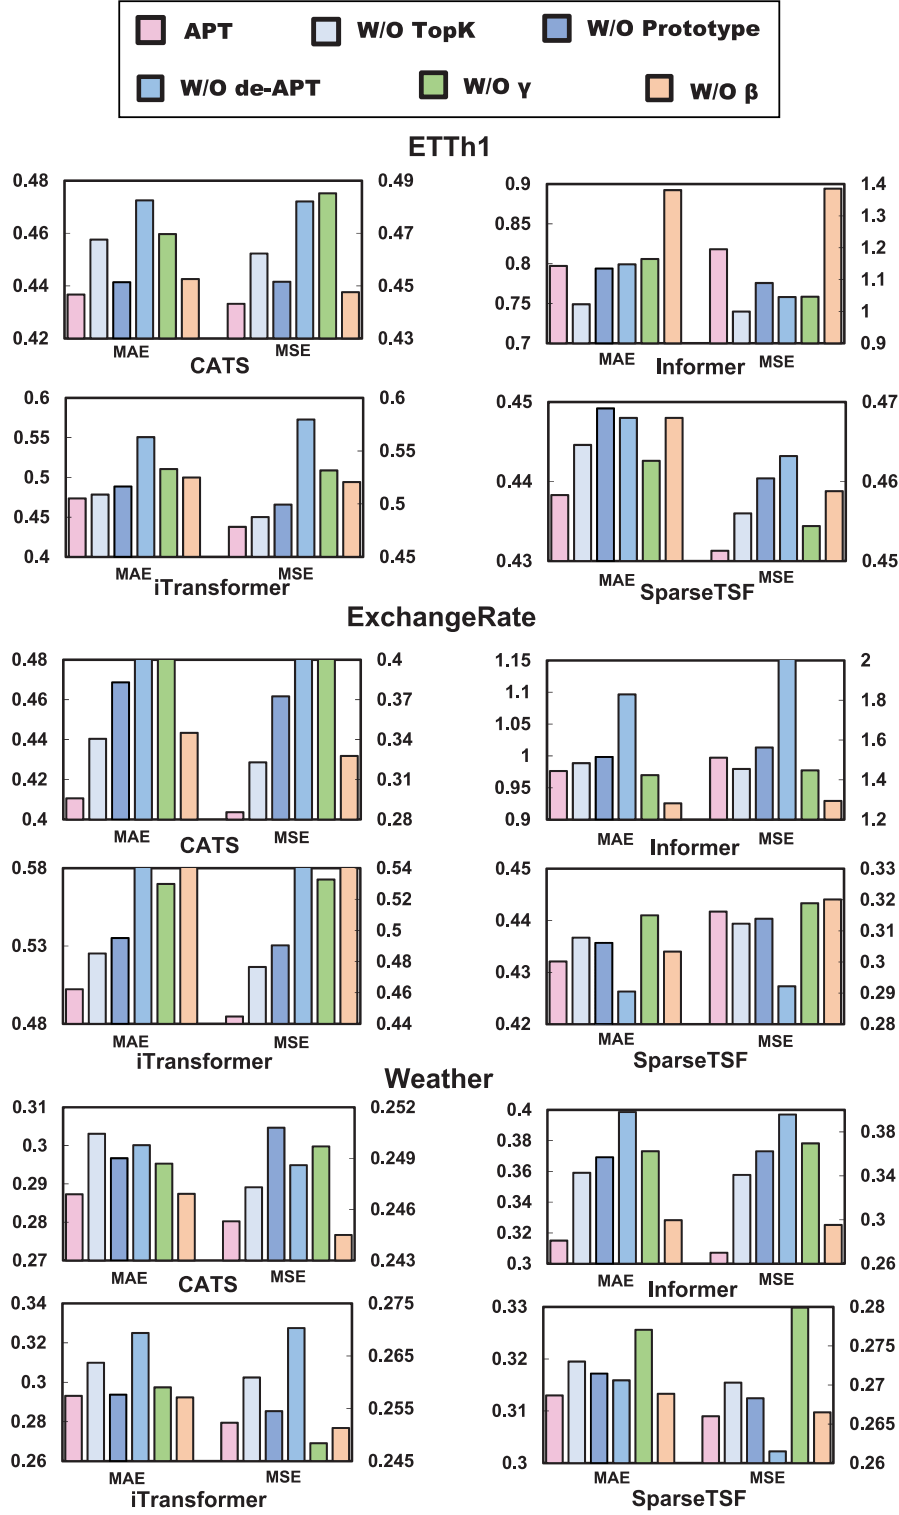 APT W/O TopK W/O Prototype
W/O de-APT W/O γ W/O β
ETTh1
0.48 0.46 0.44 0.42
0.49 0.47 0.45 0.43
MAE MSE
CATS
0.9 0.85 0.8 0.75 0.7
1.4 1.3 1.2 1.1 1 0.9
MAE MSE
Informer
0.6 0.55 0.5 0.45 0.4
0.6 0.55 0.5 0.45
MAE MSE
iTransformer
0.45 0.44 0.43
0.47 0.46 0.45
MAE MSE
SparseTSF
ExchangeRate
0.48 0.46 0.44 0.42 0.4
0.4 0.37 0.34 0.31 0.28
MAE MSE
CATS
1.15 1.1 1.05 1 0.95 0.9
2 1.8 1.6 1.4 1.2
MAE MSE
Informer
0.58 0.53 0.48
0.54 0.52 0.5 0.48 0.46 0.44
MAE MSE
iTransformer
0.45 0.44 0.43 0.42
0.33 0.32 0.31 0.3 0.29 0.28
MAE MSE
SparseTSF
Weather
0.31 0.3 0.29 0.28 0.27
0.252 0.249 0.246 0.243
MAE MSE
CATS
0.4 0.38 0.36 0.34 0.32 0.3
0.38 0.34 0.3 0.26
MAE MSE
Informer
0.34 0.32 0.3 0.28 0.26
0.275 0.265 0.255 0.245
MAE MSE
iTransformer
0.33 0.32 0.31 0.3
0.28 0.275 0.27 0.265 0.26
MAE MSE
SparseTSF